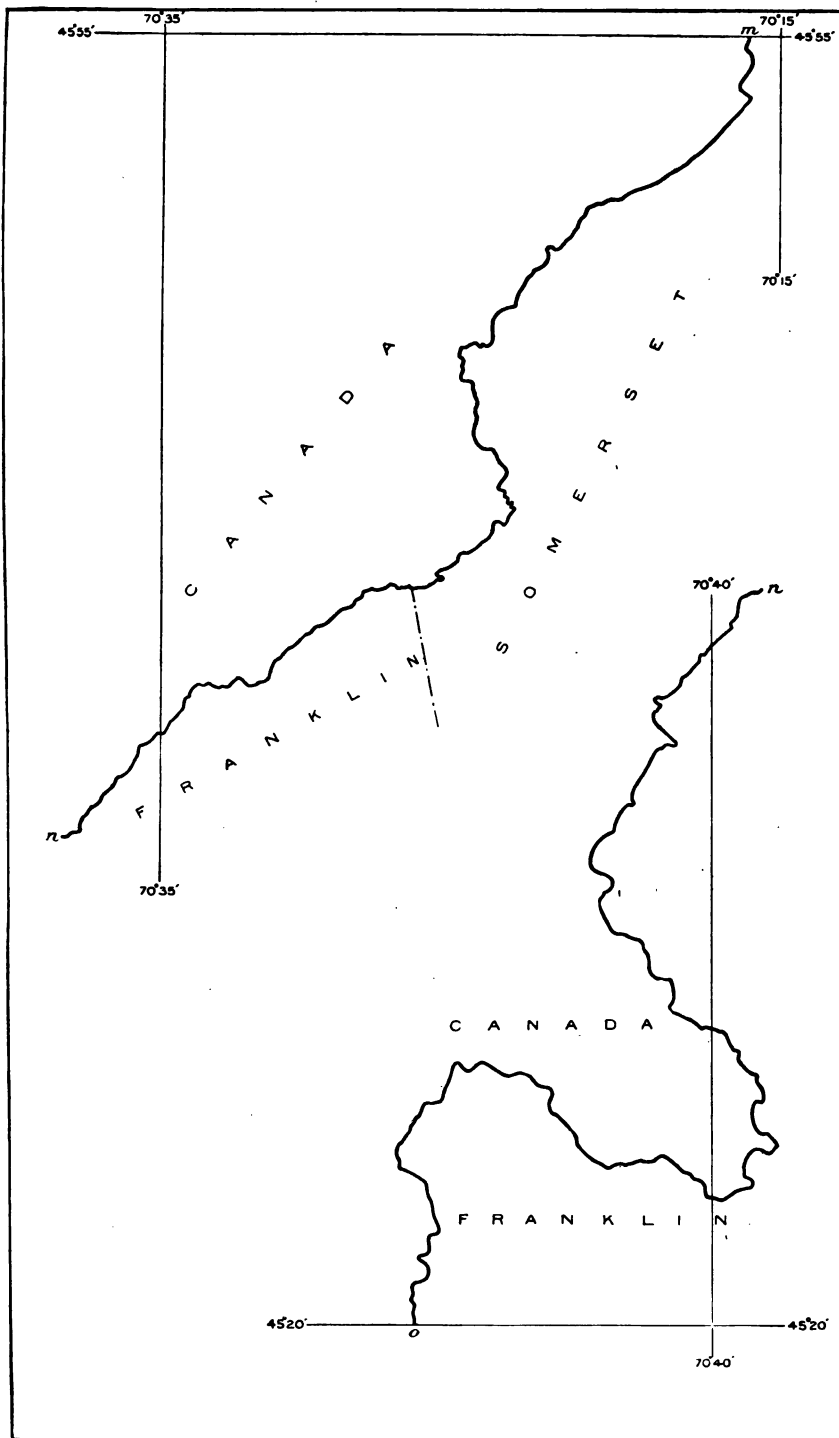 70°35'
70°15'
45°55'
m
45°55'
70°15'
CANADA
SOMERSET
70°40'
n
FRANKLIN
n
70°35'
CANADA
FRANKLIN
45°20'
o
45°20'
70°40'